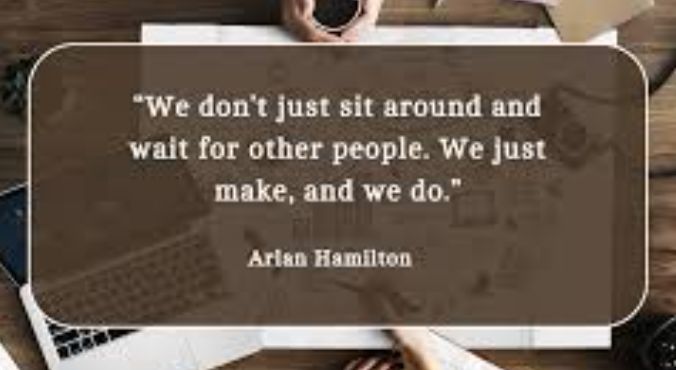 “We don't just sit around and
wait for other people. We just
make, and we do.”
Arlan Hamilton